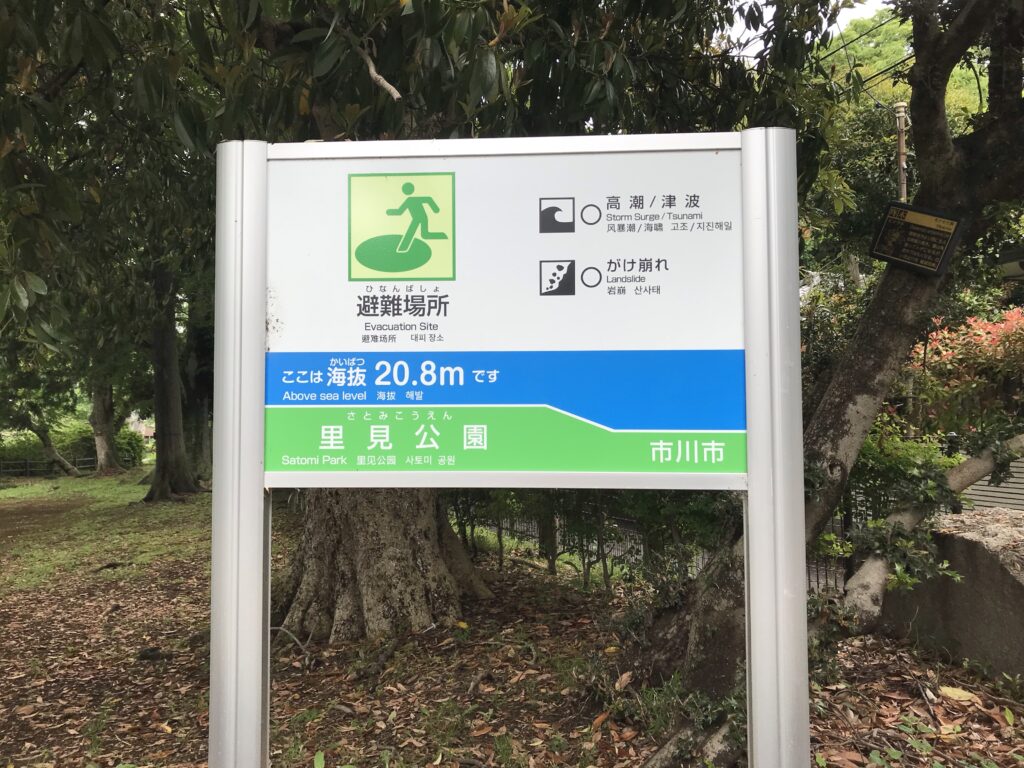 ひなんばしょ
避難場所
Evacuation Site
避难场所 대피 장소
高潮/津波
Storm Surge/Tsunami
风暴潮/海啸 고조/지진해일
がけ崩れ
Landslide
岩崩 산사태
かいばつ
ここは 海抜 20.8m です
Above sea level 海拔 해발
さとみこうえん
里見公園
Satomi Park 里见公园 사토미 공원
市川市